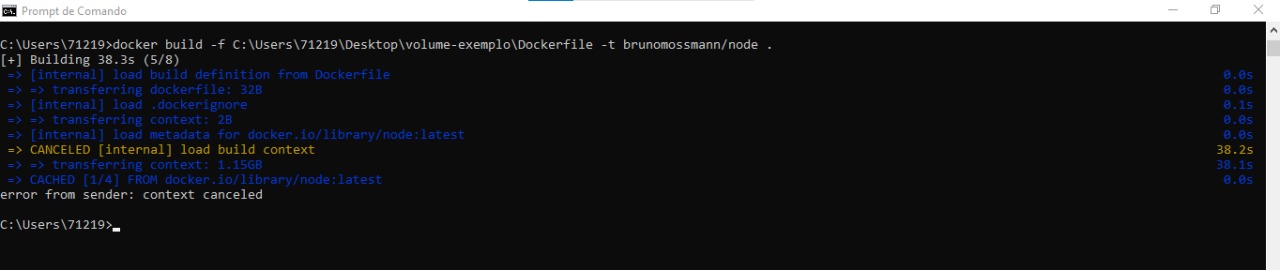 Prompt de Comando
C:\Users\71219>docker build -f C:\Users\71219\Desktop\volume-exemplo\Dockerfile -t brunomossmann/node .
[+] Building 38.3s (5/8)
=> [internal] load build definition from Dockerfile 0.0s
=> => transferring dockerfile: 32B 0.0s
=> [internal] load .dockerignore 0.1s
=> => transferring context: 2B 0.0s
=> [internal] load metadata for docker.io/library/node:latest 0.0s
=> CANCELED [internal] load build context 38.2s
=> => transferring context: 1.15GB 38.1s
=> CACHED [1/4] FROM docker.io/library/node:latest 0.0s
error from sender: context canceled
C:\Users\71219>